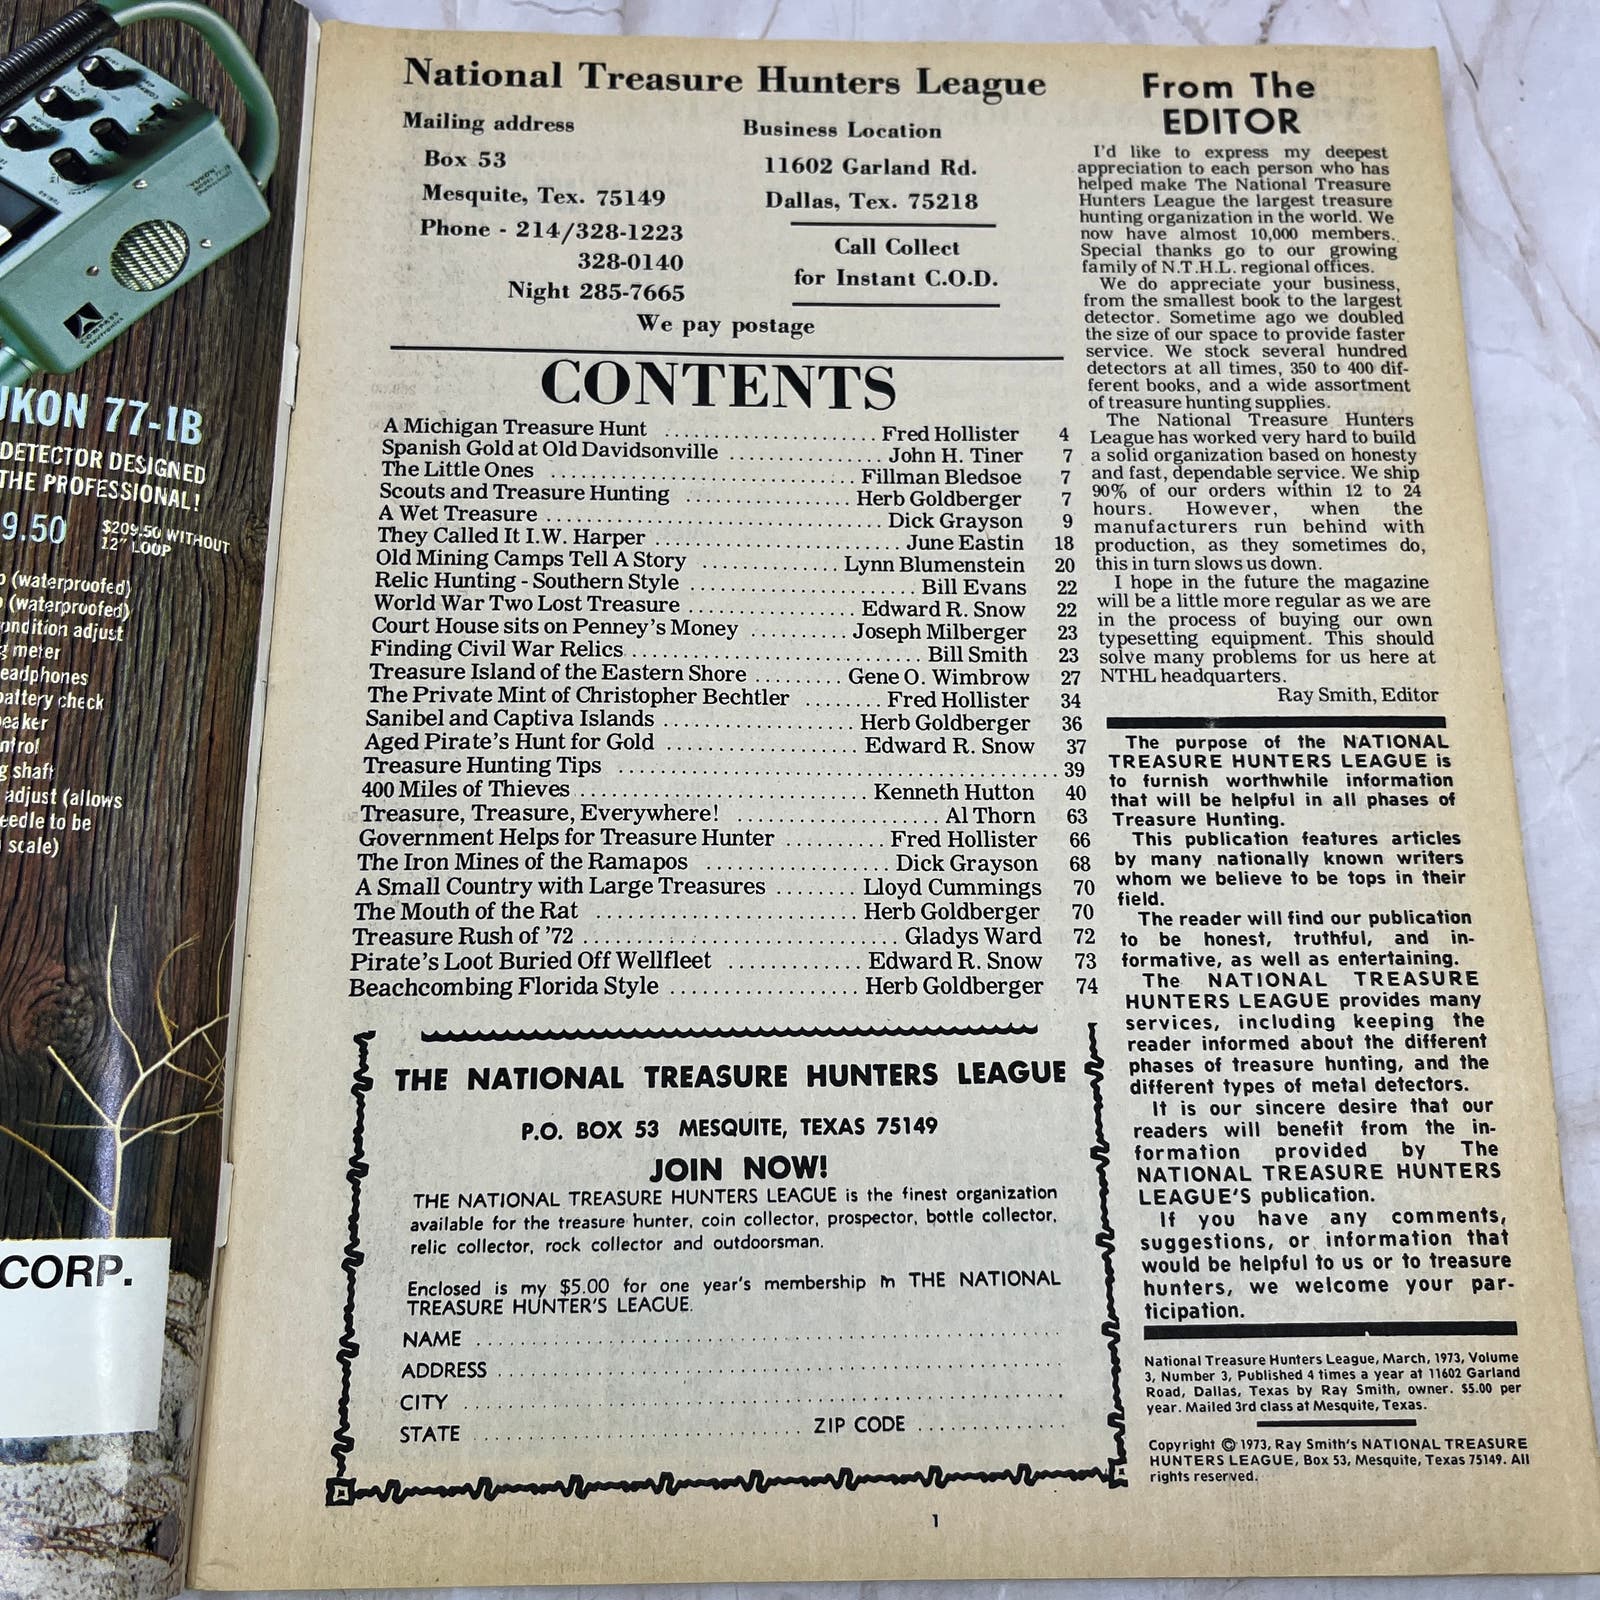 UKON 77-IB
DETECTOR DESIGNED
THE PROFESSIONAL!
9.50
$209.50 WITHOUT
12" LOOP
(waterproofed)
(waterproofed)
ondition adjust
g meter
eadphones
battery check
eaker
ntrol
g shaft
adjust (allows
eedle to be
scale)
CORP.
COMPASS
electronics
National Treasure Hunters League
Mailing address
Box 53
Mesquite, Tex. 75149
Phone - 214/328-1223
328-0140
Night 285-7665
Business Location
11602 Garland Rd.
Dallas, Tex. 75218
Call Collect
for Instant C.O.D.
We pay postage
CONTENTS
A Michigan Treasure Hunt ........................ Fred Hollister 4
Spanish Gold at Old Davidsonville ................. John H. Tiner 7
The Little Ones ................................... Fillman Bledsoe 7
Scouts and Treasure Hunting .................. Herb Goldberger 7
A Wet Treasure ...................................... Dick Grayson 9
They Called It I.W. Harper ........................... June Eastin 18
Old Mining Camps Tell A Story ................. Lynn Blumenstein 20
Relic Hunting - Southern Style ........................... Bill Evans 22
World War Two Lost Treasure ................... Edward R. Snow 22
Court House sits on Penney's Money .......... Joseph Milberger 23
Finding Civil War Relics ................................ Bill Smith 23
Treasure Island of the Eastern Shore ......... Gene O. Wimbrow 27
The Private Mint of Christopher Bechtler ........ Fred Hollister 34
Sanibel and Captiva Islands .................... Herb Goldberger 36
Aged Pirate's Hunt for Gold .................... Edward R. Snow 37
Treasure Hunting Tips .............................................. 39
400 Miles of Thieves ............................... Kenneth Hutton 40
Treasure, Treasure, Everywhere! ........................ Al Thorn 63
Government Helps for Treasure Hunter .......... Fred Hollister 66
The Iron Mines of the Ramapos .................. Dick Grayson 68
A Small Country with Large Treasures ........ Lloyd Cummings 70
The Mouth of the Rat .......................... Herb Goldberger 70
Treasure Rush of '72 ................................ Gladys Ward 72
Pirate's Loot Buried Off Wellfleet ............. Edward R. Snow 73
Beachcombing Florida Style ................... Herb Goldberger 74
THE NATIONAL TREASURE HUNTERS LEAGUE
P.O. BOX 53 MESQUITE, TEXAS 75149
JOIN NOW!
THE NATIONAL TREASURE HUNTERS LEAGUE is the finest organization
available for the treasure hunter, coin collector, prospector, bottle collector,
relic collector, rock collector and outdoorsman.
Enclosed is my $5.00 for one year's membership in THE NATIONAL
TREASURE HUNTER'S LEAGUE.
NAME
ADDRESS
CITY
STATE ZIP CODE
From The
EDITOR
I'd like to express my deepest
appreciation to each person who has
helped make The National Treasure
Hunters League the largest treasure
hunting organization in the world. We
now have almost 10,000 members.
Special thanks go to our growing
family of N.T.H.L. regional offices.
We do appreciate your business,
from the smallest book to the largest
detector. Sometime ago we doubled
the size of our space to provide faster
service. We stock several hundred
detectors at all times, 350 to 400 dif-
ferent books, and a wide assortment
of treasure hunting supplies.
The National Treasure Hunters
League has worked very hard to build
a solid organization based on honesty
and fast, dependable service. We ship
90% of our orders within 12 to 24
hours. However, when the
manufacturers run behind with
production, as they sometimes do,
this in turn slows us down.
I hope in the future the magazine
will be a little more regular as we are
in the process of buying our own
typesetting equipment. This should
solve many problems for us here at
NTHL headquarters.
Ray Smith, Editor
The purpose of the NATIONAL
TREASURE HUNTERS LEAGUE is
to furnish worthwhile information
that will be helpful in all phases of
Treasure Hunting.
This publication features articles
by many nationally known writers
whom we believe to be tops in their
field.
The reader will find our publication
to be honest, truthful, and in-
formative, as well as entertaining.
The NATIONAL TREASURE
HUNTERS LEAGUE provides many
services, including keeping the
reader informed about the different
phases of treasure hunting, and the
different types of metal detectors.
It is our sincere desire that our
readers will benefit from the in-
formation provided by The
NATIONAL TREASURE HUNTERS
LEAGUE'S publication.
If you have any comments,
suggestions, or information that
would be helpful to us or to treasure
hunters, we welcome your par-
ticipation.
National Treasure Hunters League, March, 1973, Volume
3, Number 3, Published 4 times a year at 11602 Garland
Road, Dallas, Texas by Ray Smith, owner. $5.00 per
year. Mailed 3rd class at Mesquite, Texas.
Copyright © 1973, Ray Smith's NATIONAL TREASURE
HUNTERS LEAGUE, Box 53, Mesquite, Texas 75149. All
rights reserved.
1